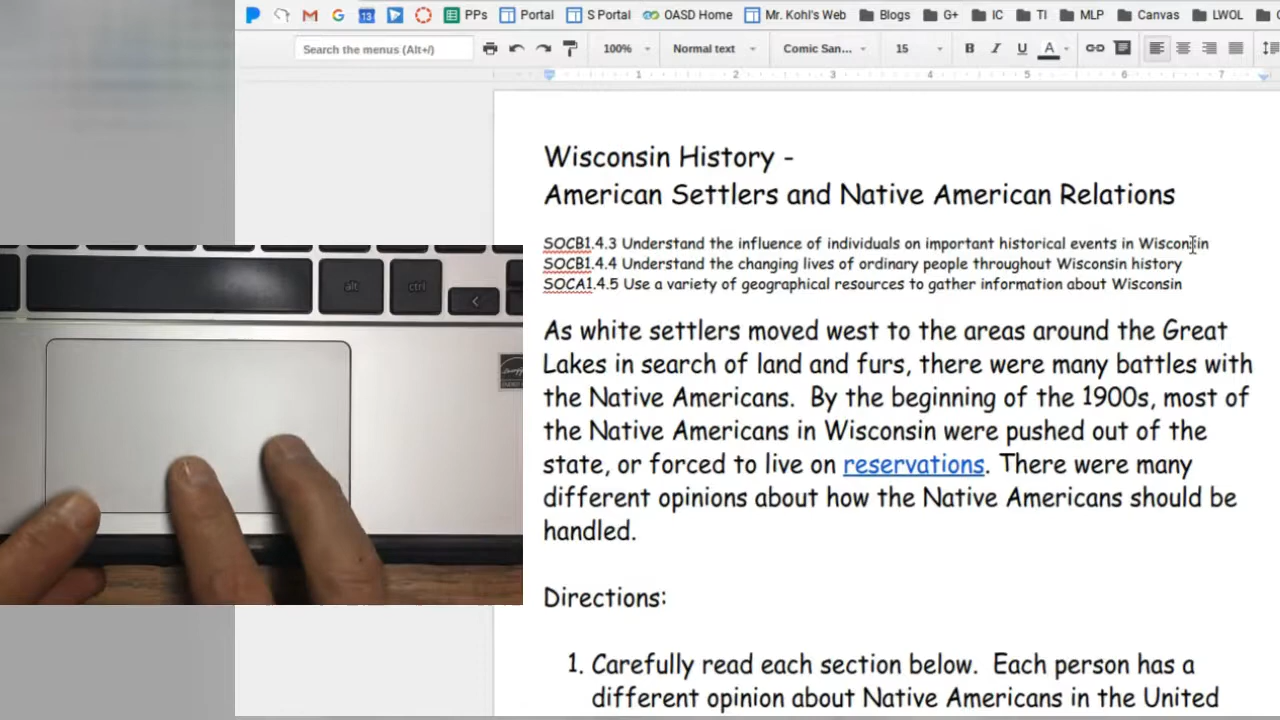 PPs Portal S Portal OASD Home Mr. Kohl's Web Blogs G+ IC TI MLP Canvas LWOL
Search the menus (Alt+/) 100% Normal text Comic San... 15 B I U A
1 2 3 4 5 6 7
Wisconsin History -
American Settlers and Native American Relations
SOCB1.4.3 Understand the influence of individuals on important historical events in Wisconsin
SOCB1.4.4 Understand the changing lives of ordinary people throughout Wisconsin history
SOCA1.4.5 Use a variety of geographical resources to gather information about Wisconsin
As white settlers moved west to the areas around the Great
Lakes in search of land and furs, there were many battles with
the Native Americans. By the beginning of the 1900s, most of
the Native Americans in Wisconsin were pushed out of the
state, or forced to live on reservations. There were many
different opinions about how the Native Americans should be
handled.
Directions:
1. Carefully read each section below. Each person has a
different opinion about Native Americans in the United
alt ctrl <